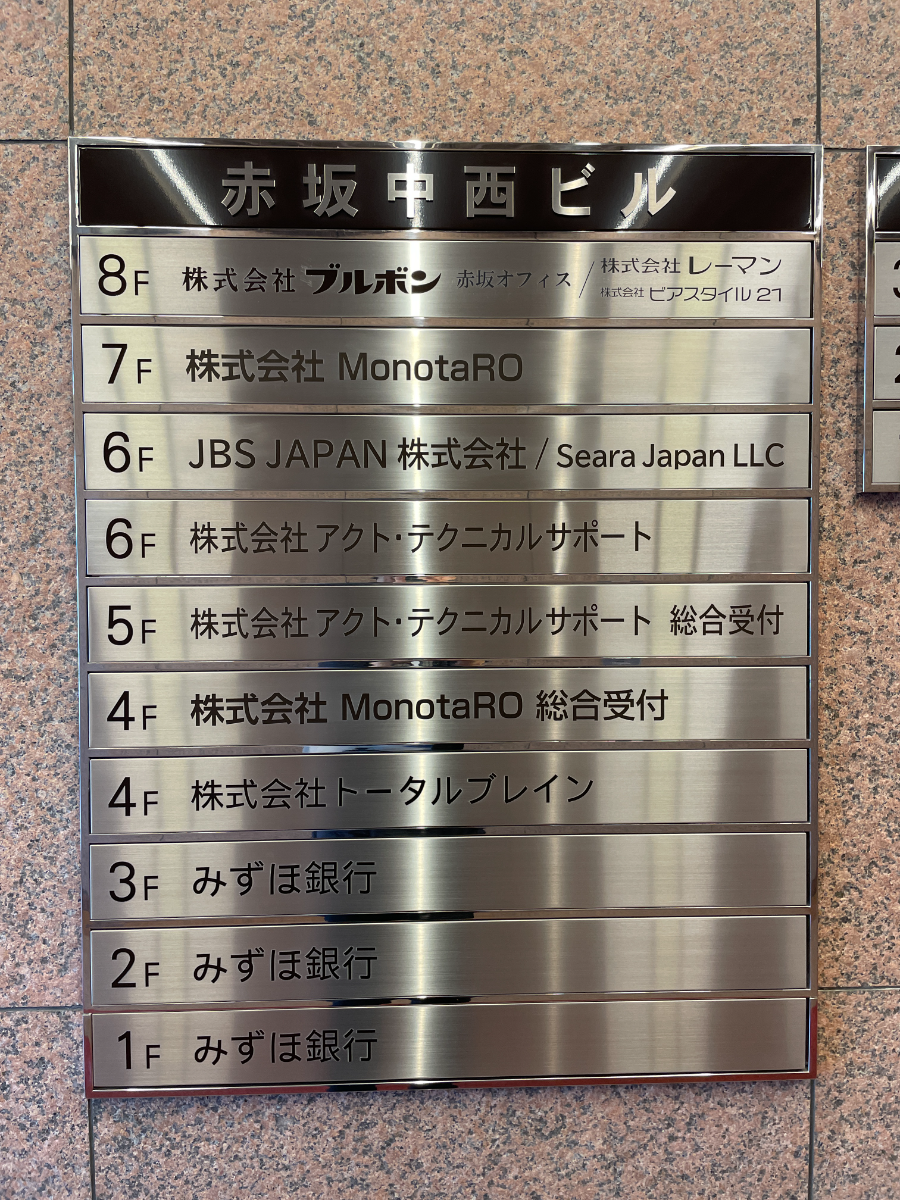 赤坂中西ビル
8F 株式会社 ブルボン 赤坂オフィス / 株式会社 レーマン
株式会社 ビアスタイル 21
7F 株式会社 MonotaRO
6F JBS JAPAN 株式会社 / Seara Japan LLC
6F 株式会社 アクト・テクニカルサポート
5F 株式会社 アクト・テクニカルサポート 総合受付
4F 株式会社 MonotaRO 総合受付
4F 株式会社トータルブレイン
3F みずほ銀行
2F みずほ銀行
1F みずほ銀行